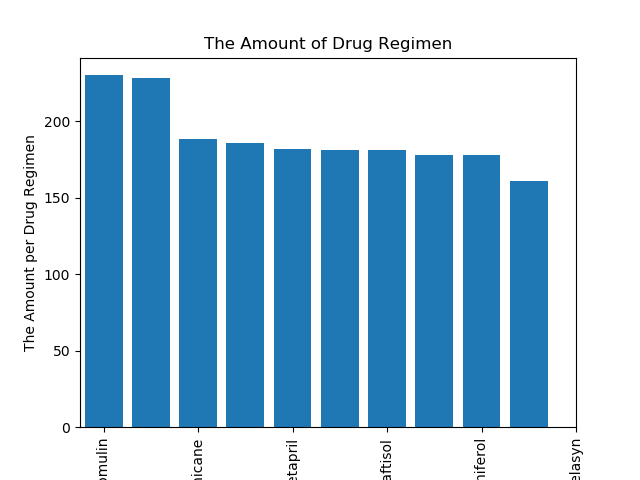 The Amount of Drug Regimen
The Amount per Drug Regimen
200
150
100
50
0
omulin
nicane
etapril
aftisol
niferol
elasyn